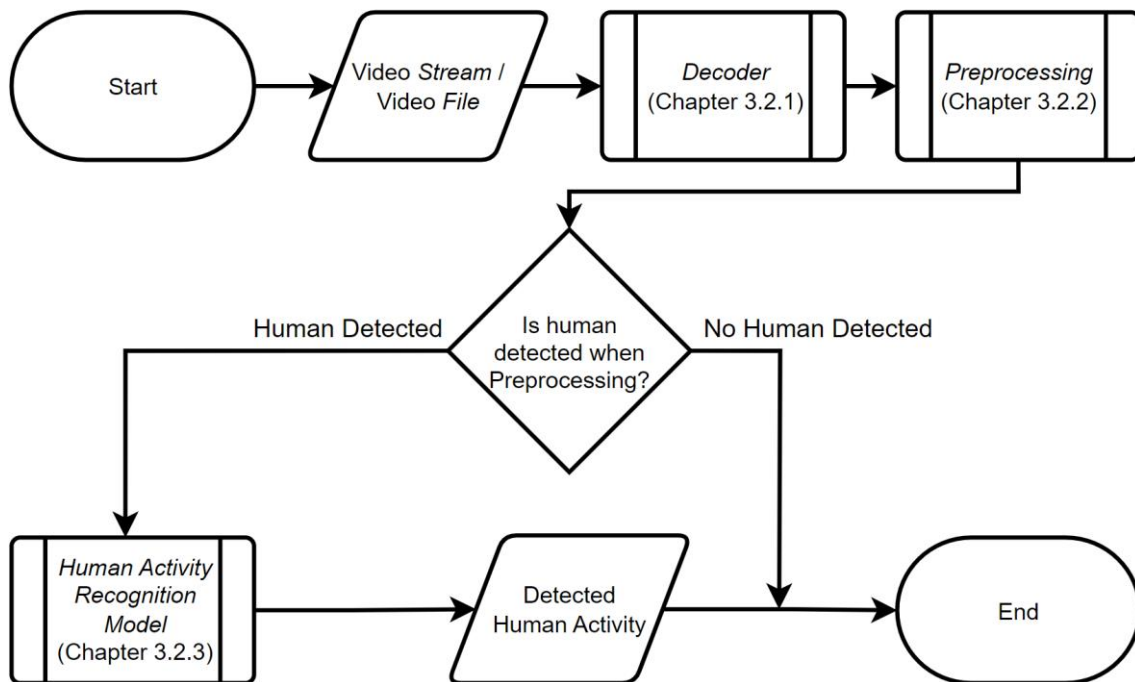 Start
Video Stream /
Video File
Decoder
(Chapter 3.2.1)
Preprocessing
(Chapter 3.2.2)
Human Detected
Is human
detected when
Preprocessing?
No Human Detected
Human Activity
Recognition
Model
(Chapter 3.2.3)
Detected
Human Activity
End